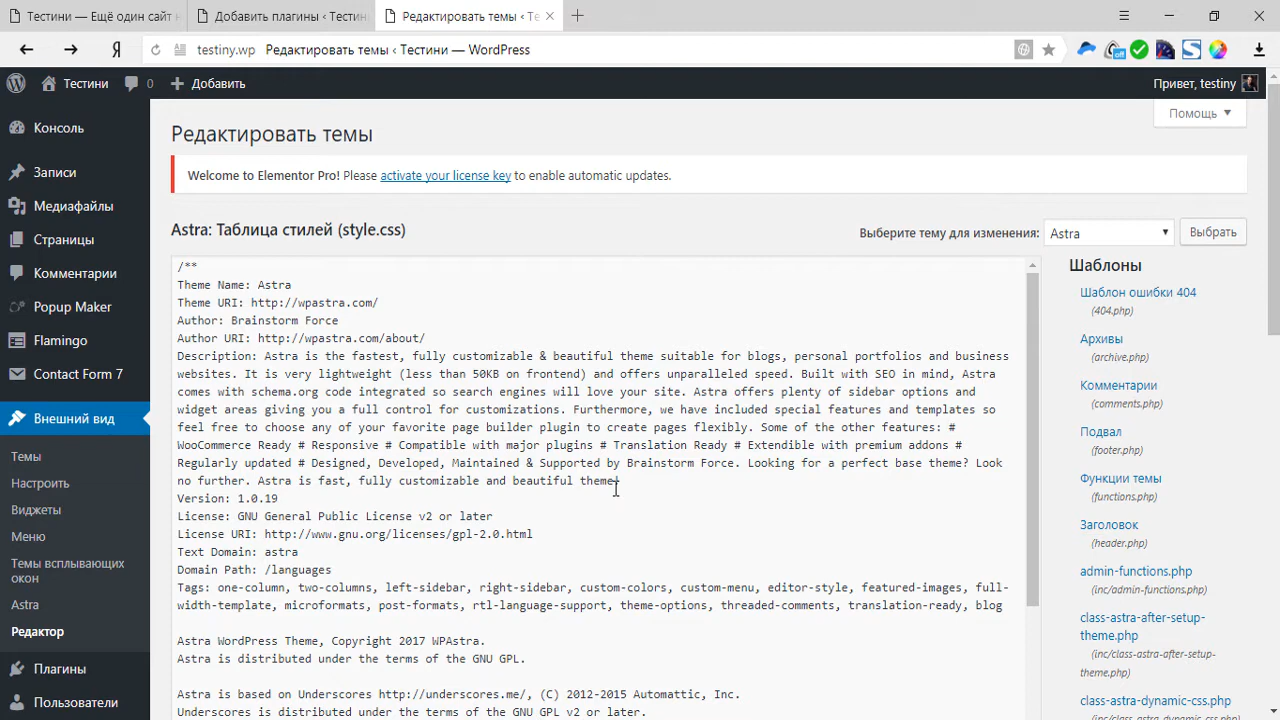 Тестини — Ещё один сайт н
Добавить плагины ‹ Тестин
Редактировать темы ‹ Те
testiny.wp Редактировать темы ‹ Тестини — WordPress
Тестини
0
Добавить
Привет, testiny
Консоль
Записи
Медиафайлы
Страницы
Комментарии
Popup Maker
Flamingo
Contact Form 7
Внешний вид
Темы
Настроить
Виджеты
Меню
Темы всплывающих
окон
Astra
Редактор
Плагины
Пользователи
Помощь
Редактировать темы
Welcome to Elementor Pro! Please activate your license key to enable automatic updates.
Astra: Таблица стилей (style.css)
Выберите тему для изменения:
Astra
Выбрать
/**
Theme Name: Astra
Theme URI: http://wpastra.com/
Author: Brainstorm Force
Author URI: http://wpastra.com/about/
Description: Astra is the fastest, fully customizable & beautiful theme suitable for blogs, personal portfolios and business
websites. It is very lightweight (less than 50KB on frontend) and offers unparalleled speed. Built with SEO in mind, Astra
comes with schema.org code integrated so search engines will love your site. Astra offers plenty of sidebar options and
widget areas giving you a full control for customizations. Furthermore, we have included special features and templates so
feel free to choose any of your favorite page builder plugin to create pages flexibly. Some of the other features: #
WooCommerce Ready # Responsive # Compatible with major plugins # Translation Ready # Extendible with premium addons #
Regularly updated # Designed, Developed, Maintained & Supported by Brainstorm Force. Looking for a perfect base theme? Look
no further. Astra is fast, fully customizable and beautiful theme!
Version: 1.0.19
License: GNU General Public License v2 or later
License URI: http://www.gnu.org/licenses/gpl-2.0.html
Text Domain: astra
Domain Path: /languages
Tags: one-column, two-columns, left-sidebar, right-sidebar, custom-colors, custom-menu, editor-style, featured-images, full-
width-template, microformats, post-formats, rtl-language-support, theme-options, threaded-comments, translation-ready, blog
Astra WordPress Theme, Copyright 2017 WPAstra.
Astra is distributed under the terms of the GNU GPL.
Astra is based on Underscores http://underscores.me/, (C) 2012-2015 Automattic, Inc.
Underscores is distributed under the terms of the GNU GPL v2 or later.
Шаблоны
Шаблон ошибки 404
(404.php)
Архивы
(archive.php)
Комментарии
(comments.php)
Подвал
(footer.php)
Функции темы
(functions.php)
Заголовок
(header.php)
admin-functions.php
(inc/admin-functions.php)
class-astra-after-setup-
theme.php
(inc/class-astra-after-setup-
theme.php)
class-astra-dynamic-css.php
(inc/class-astra-dynamic-css.php)